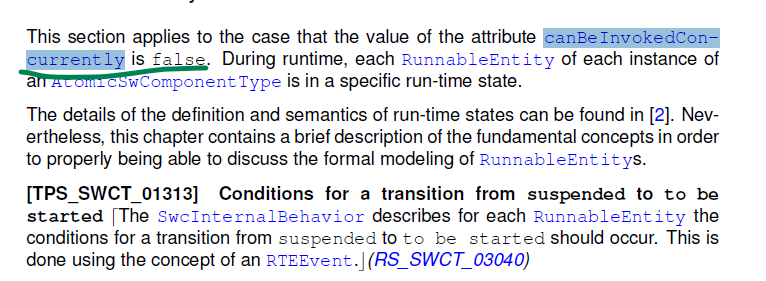 This section applies to the case that the value of the attribute canBeInvokedCon-
currently is false. During runtime, each RunnableEntity of each instance of
an AtomicSwComponentType is in a specific run-time state.
The details of the definition and semantics of run-time states can be found in [2]. Nev-
ertheless, this chapter contains a brief description of the fundamental concepts in order
to properly being able to discuss the formal modeling of RunnableEntitys.
[TPS_SWCT_01313] Conditions for a transition from suspended to to be
started ⌈The SwcInternalBehavior describes for each RunnableEntity the
conditions for a transition from suspended to to be started should occur. This is
done using the concept of an RTEEvent.⌋(RS_SWCT_03040)